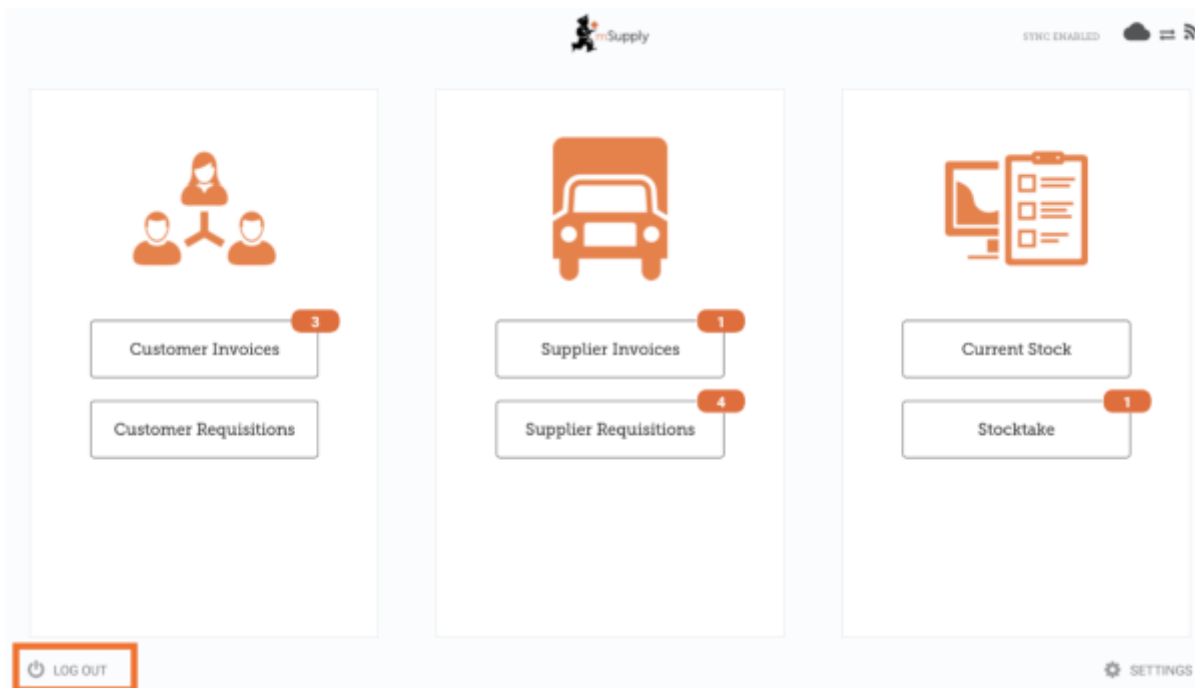 mSupply
SYNC ENABLED
3
Customer Invoices
Customer Requisitions
1
Supplier Invoices
4
Supplier Requisitions
Current Stock
1
Stocktake
LOG OUT
SETTINGS